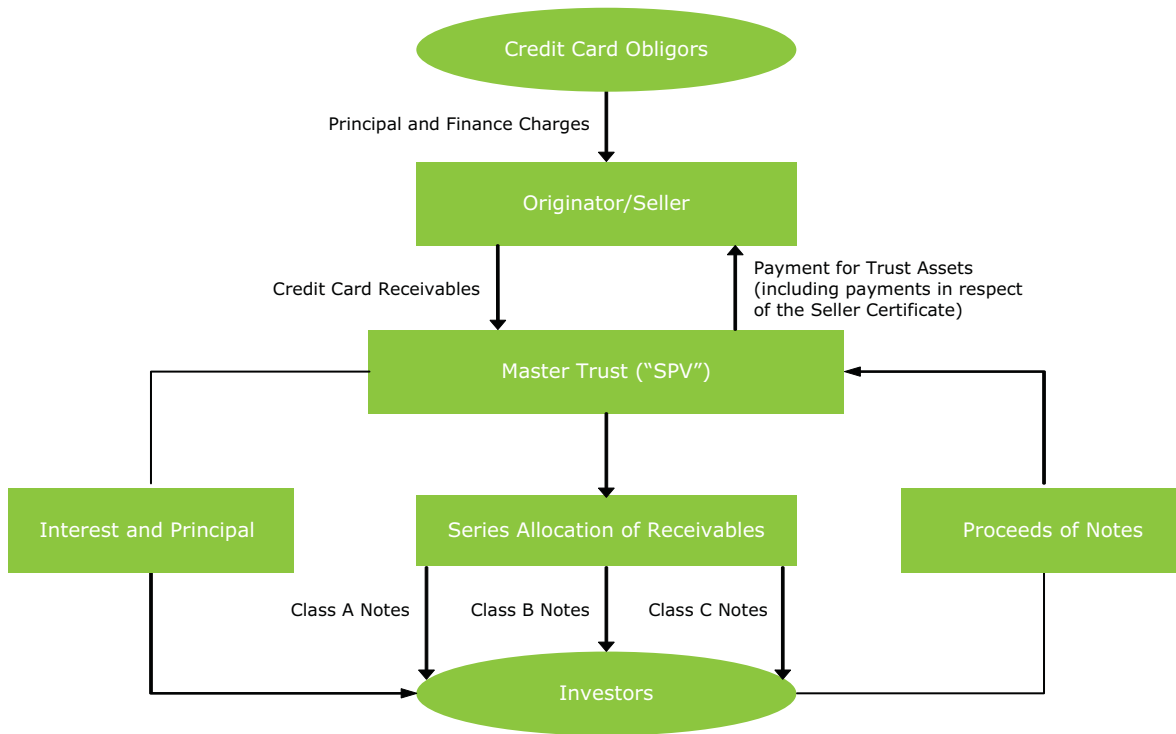 Credit Card Obligors
Principal and Finance Charges
Originator/Seller
Credit Card Receivables
Payment for Trust Assets
(including payments in respect
of the Seller Certificate)
Master Trust (“SPV”)
Interest and Principal
Series Allocation of Receivables
Proceeds of Notes
Class A Notes
Class B Notes
Class C Notes
Investors